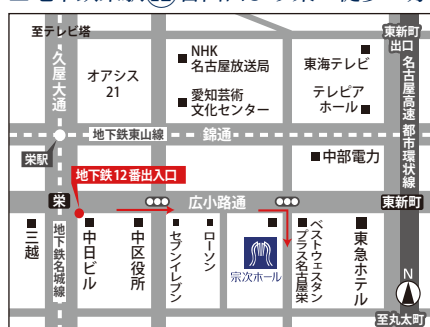 至テレビ塔
久屋大通
オアシス
21
NHK
名古屋放送局
愛知芸術
文化センター
東海テレビ
テレピア
ホール
東新町
出口
名古屋高速 都市環状線
地下鉄東山線
錦通
栄駅
地下鉄12番出入口
中部電力
栄
広小路通
東新町
三越
地下鉄名城線
中日ビル
中区役所
セブンイレブン
ローソン
宗次ホール
ベストウェスタン
プラス名古屋栄
東急ホテル
N
至丸太町